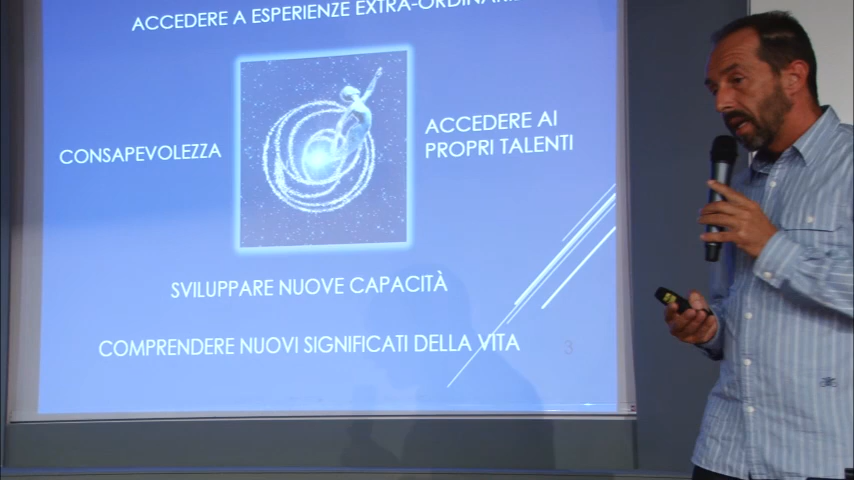 ACCEDERE A ESPERIENZE
CONSAPEVOLEZZA
ACCEDERE AI
PROPRI TALENTI
SVILUPPARE NUOVE CAPACITÀ
COMPRENDERE NUOVI SIGNIFICATI DELLA VITA
3